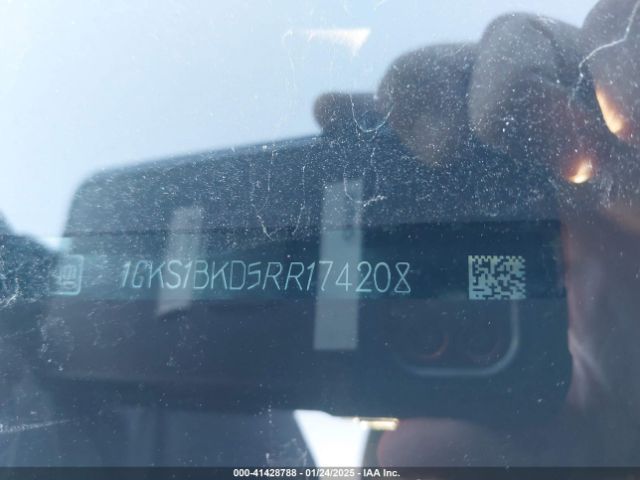 1GKS1BKD5RR174208
000-41428788 - 01/24/2025 - IAA Inc.